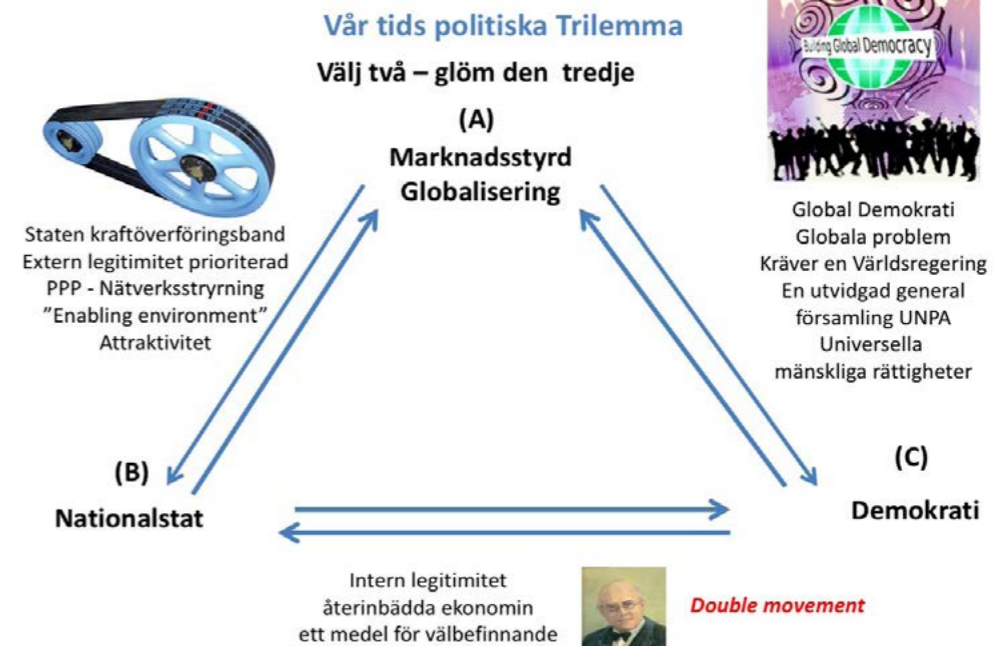 Vår tids politiska Trilemma
Välj två – glöm den tredje
(A)
Marknadsstyrd
Globalisering
Building Global Democracy
Staten kraftöverföringsband
Extern legitimitet prioriterad
PPP - Nätverksstryrning
”Enabling environment”
Attraktivitet
Global Demokrati
Globala problem
Kräver en Världsregering
En utvidgad general
församling UNPA
Universella
mänskliga rättigheter
(B)
Nationalstat
(C)
Demokrati
Intern legitimitet
återinbädda ekonomin
ett medel för välbefinnande
Double movement